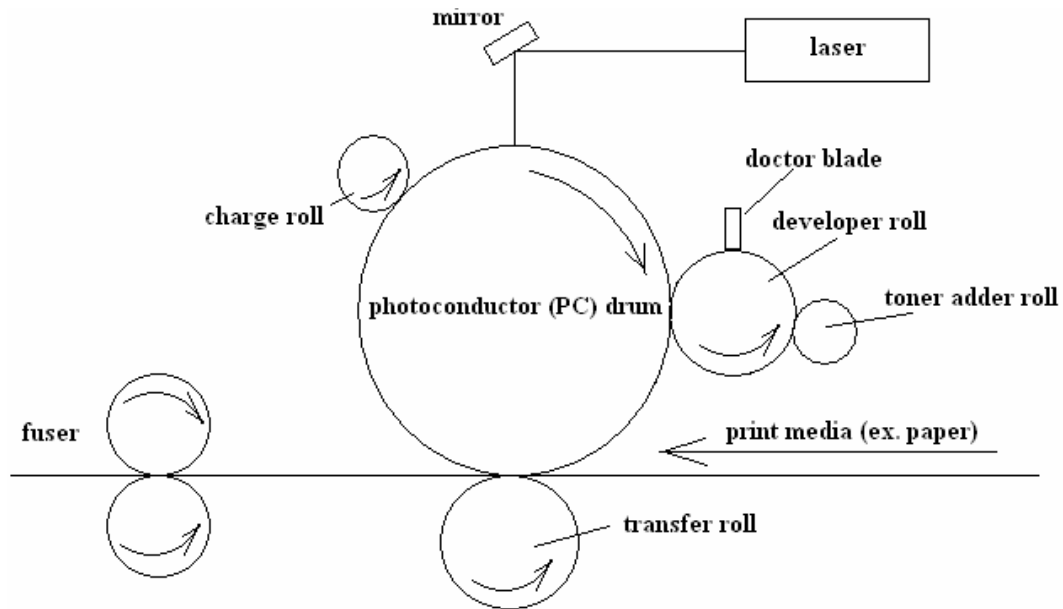 mirror
laser
doctor blade
charge roll
developer roll
photoconductor (PC) drum
toner adder roll
fuser
print media (ex. paper)
transfer roll